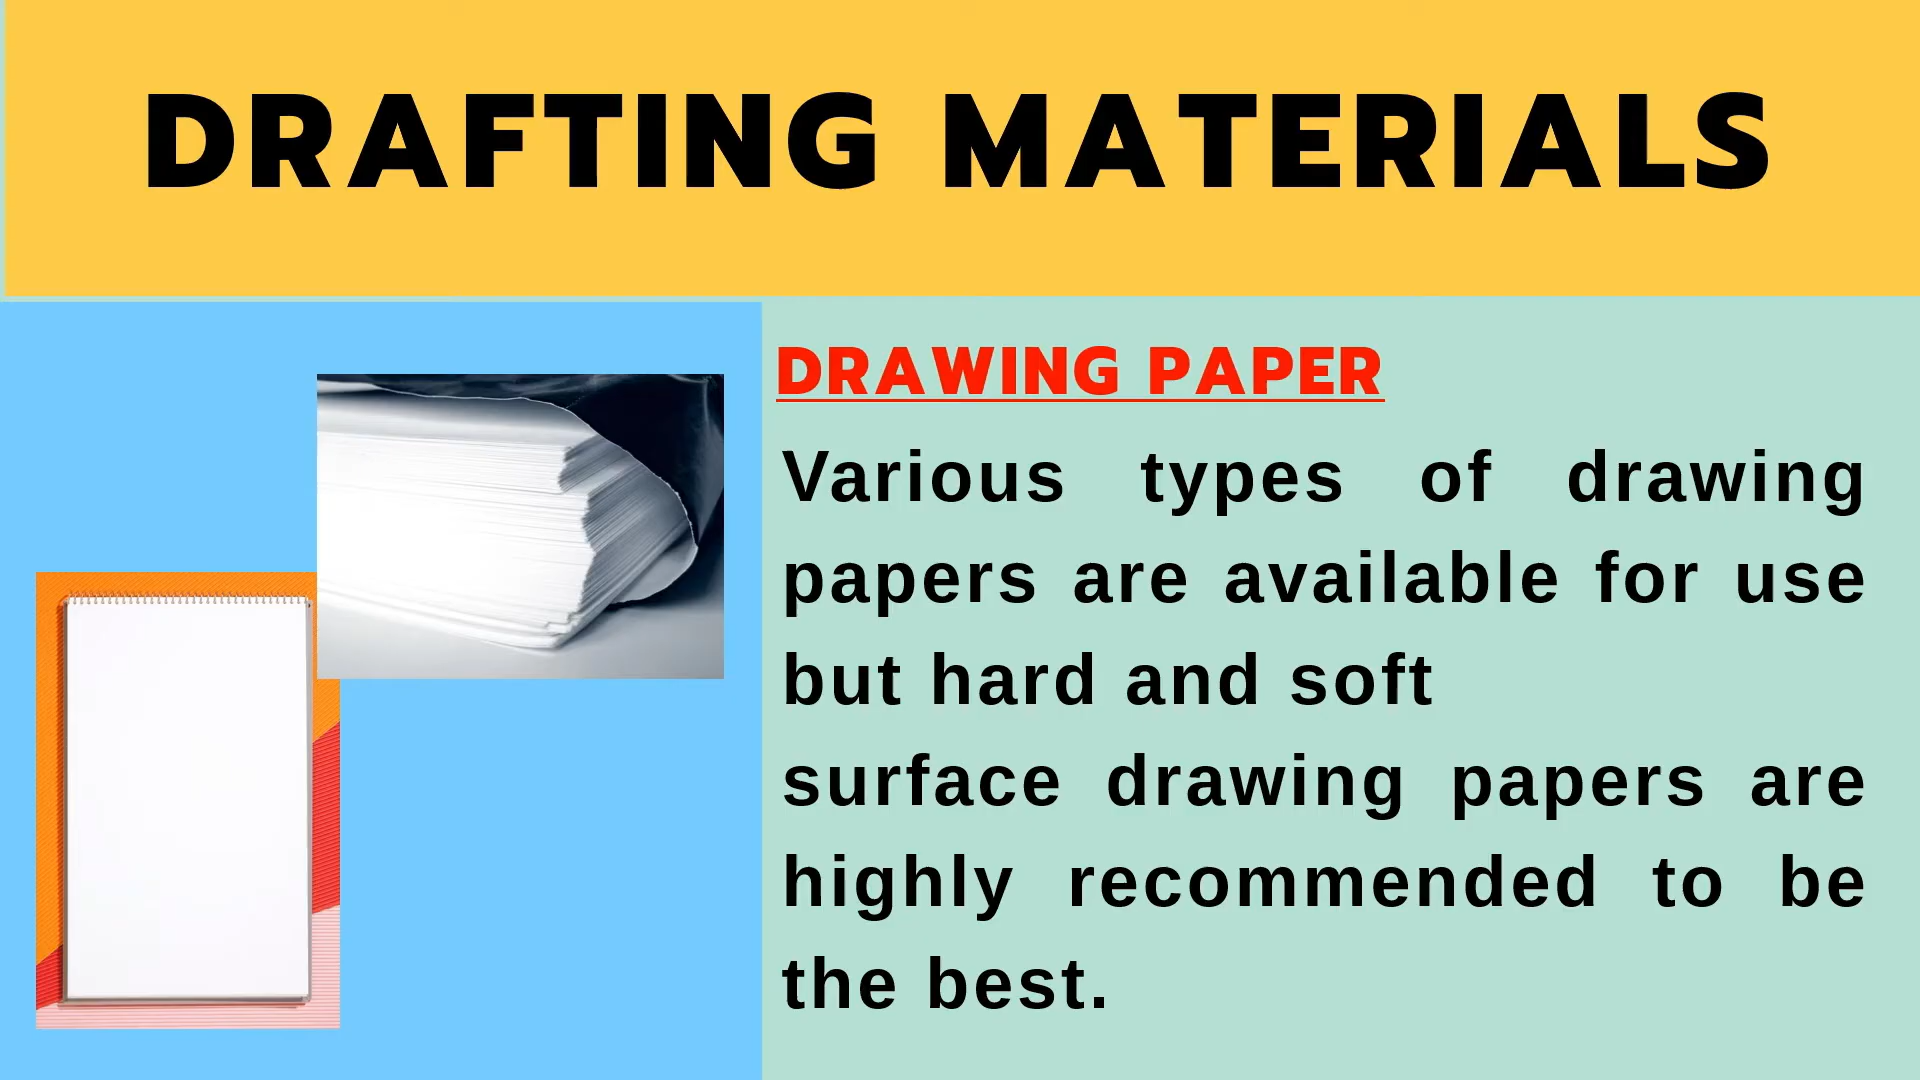 DRAFTING MATERIALS
DRAWING PAPER
Various types of drawing
papers are available for use
but hard and soft
surface drawing papers are
highly recommended to be
the best.